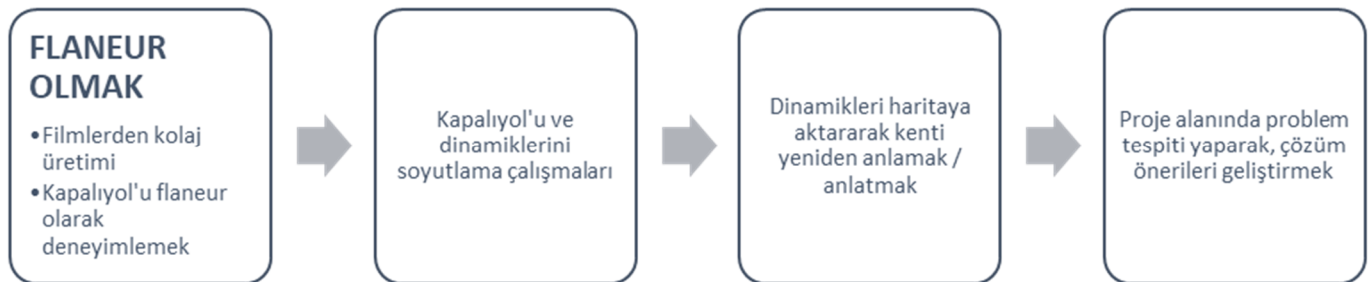 FLANEUR
OLMAK
•Filmlerden kolaj
üretimi
•Kapalıyol'u flaneur
olarak
deneyimlemek
Kapalıyol'u ve
dinamiklerini
soyutlama çalışmaları
Dinamikleri haritaya
aktararak kenti
yeniden anlamak /
anlatmak
Proje alanında problem
tespiti yaparak, çözüm
önerileri geliştirmek